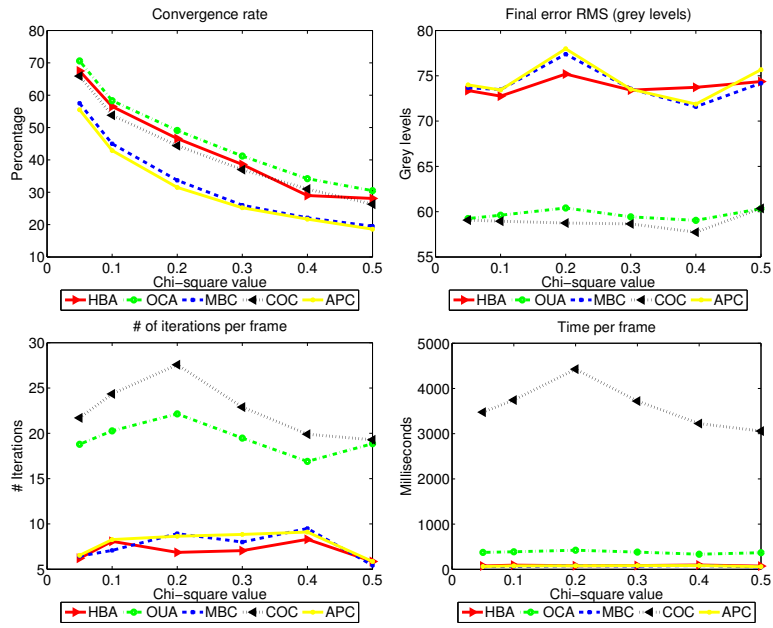 Convergence rate
80
70
60
50
40
30
20
10
Percentage
0 0.1 0.2 0.3 0.4 0.5
Chi-square value
HBA OCA MBC COC APC
Final error RMS (grey levels)
80
75
70
65
60
55
Grey levels
0 0.1 0.2 0.3 0.4 0.5
Chi-square value
HBA OUA MBC COC APC
# of iterations per frame
30
25
20
15
10
5
# Iterations
0 0.1 0.2 0.3 0.4 0.5
Chi-square value
HBA OUA MBC COC APC
Time per frame
5000
4000
3000
2000
1000
0
Milliseconds
0 0.1 0.2 0.3 0.4 0.5
Chi-square value
HBA OCA MBC COC APC